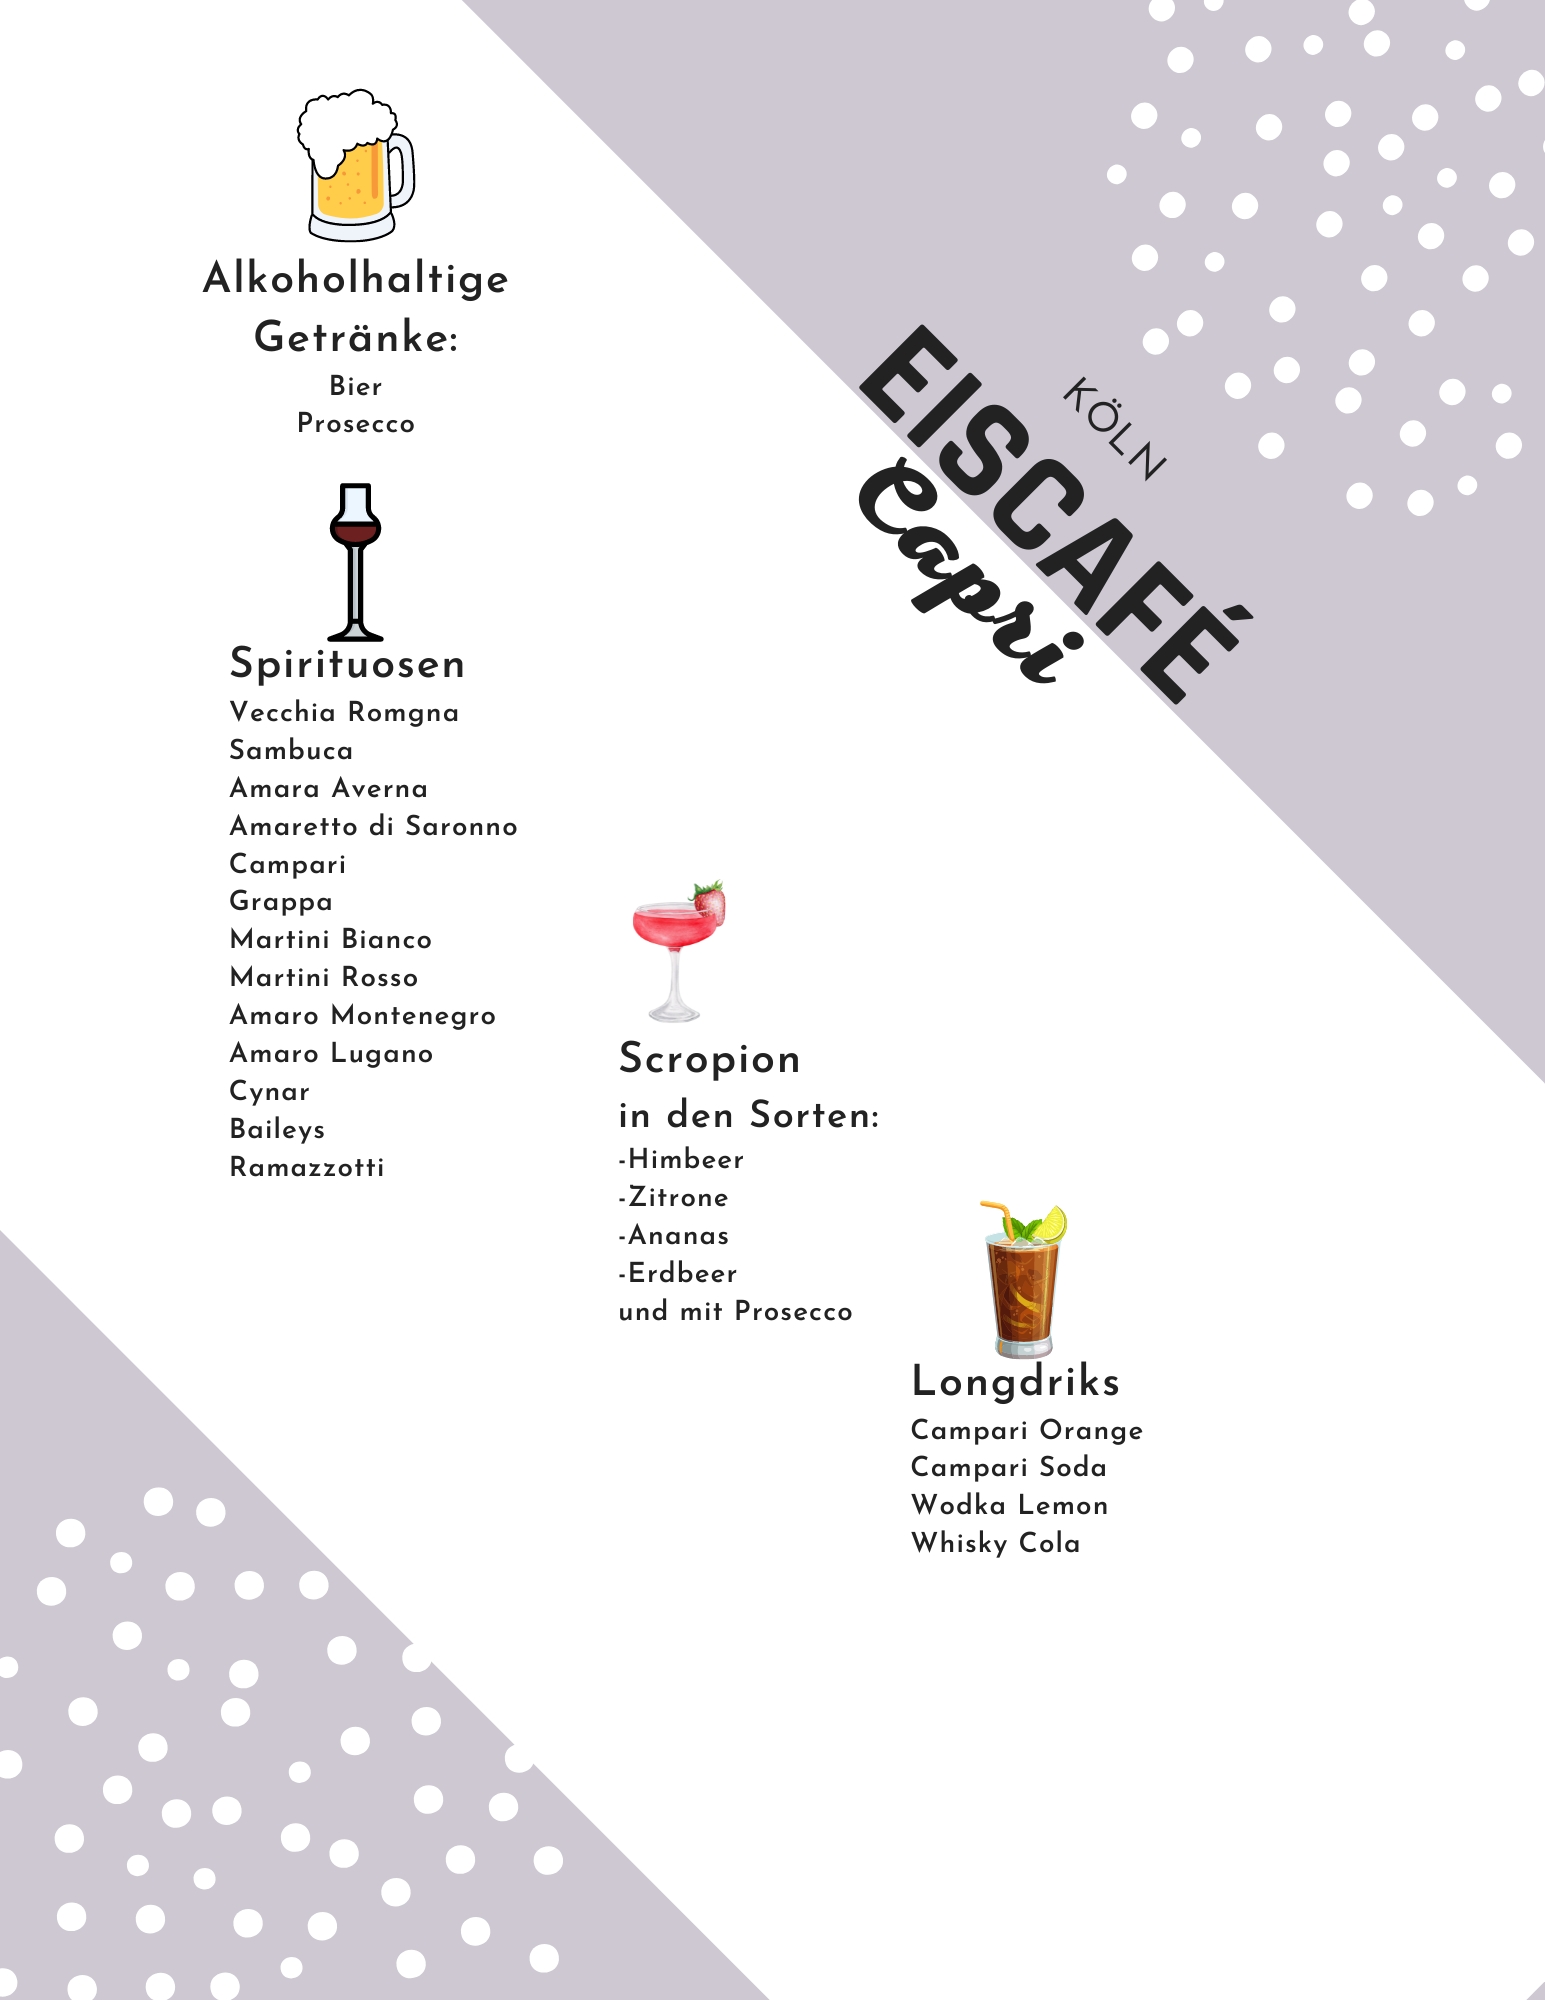 Alkoholhaltige
Getränke:
Bier
Prosecco
KÖLN
EISCAFÉ
Capri
Spirituosen
Vecchia Romgna
Sambuca
Amara Averna
Amaretto di Saronno
Campari
Grappa
Martini Bianco
Martini Rosso
Amaro Montenegro
Amaro Lugano
Cynar
Baileys
Ramazzotti
Scropion
in den Sorten:
-Himbeer
-Zitrone
-Ananas
-Erdbeer
und mit Prosecco
Longdriks
Campari Orange
Campari Soda
Wodka Lemon
Whisky Cola